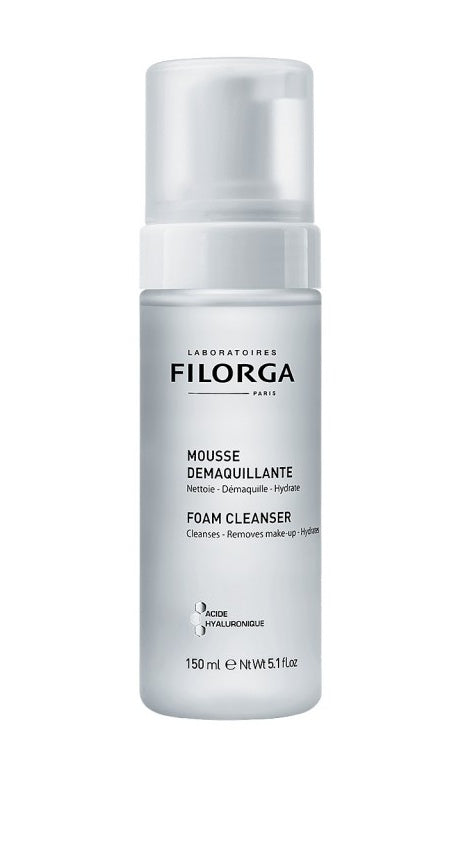 LABORATOIRES
FILORGA
PARIS
MOUSSE
DEMAQUILLANTE
Nettoie - Démaquille - Hydrate
FOAM CLEANSER
Cleanses - Removes make-up - Hydrates
ACIDE
HYALURONIQUE
150 ml ℮ Nt Wt 5.1 fl.oz